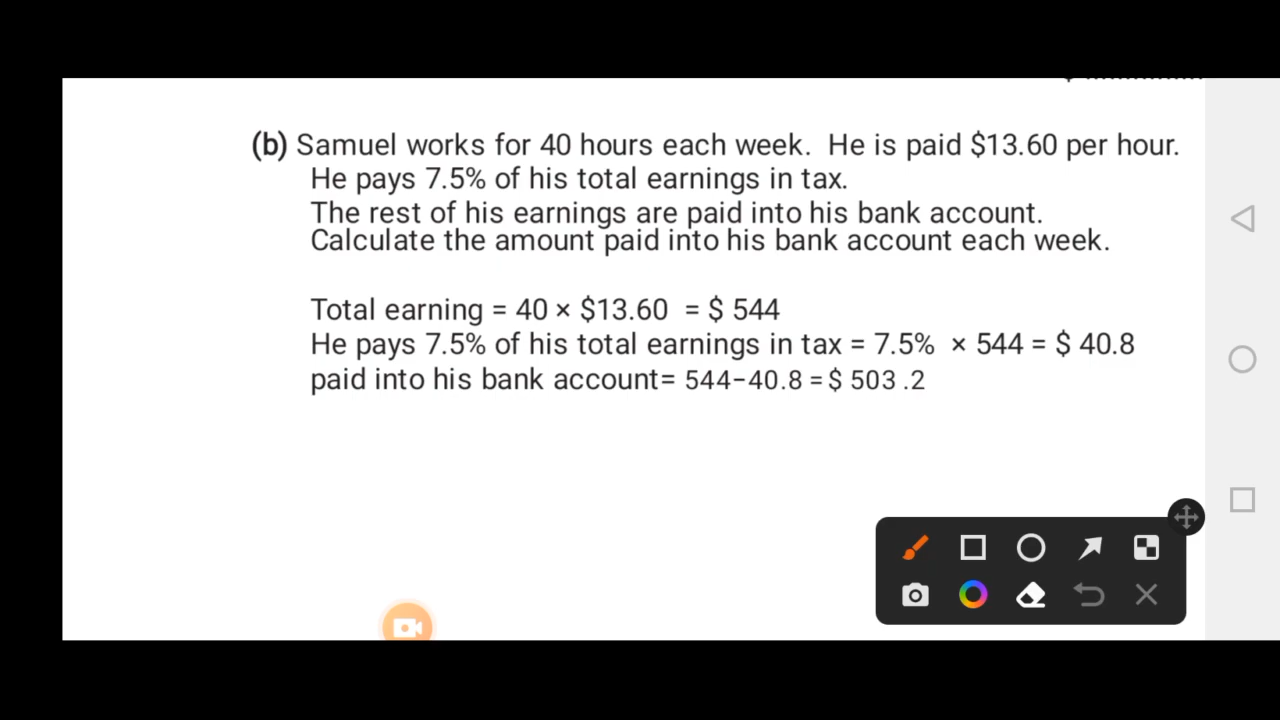 (b) Samuel works for 40 hours each week. He is paid $13.60 per hour.
He pays 7.5% of his total earnings in tax.
The rest of his earnings are paid into his bank account.
Calculate the amount paid into his bank account each week.
Total earning = 40 × $13.60 = $ 544
He pays 7.5% of his total earnings in tax = 7.5% × 544 = $ 40.8
paid into his bank account= 544−40.8 = $ 503 .2